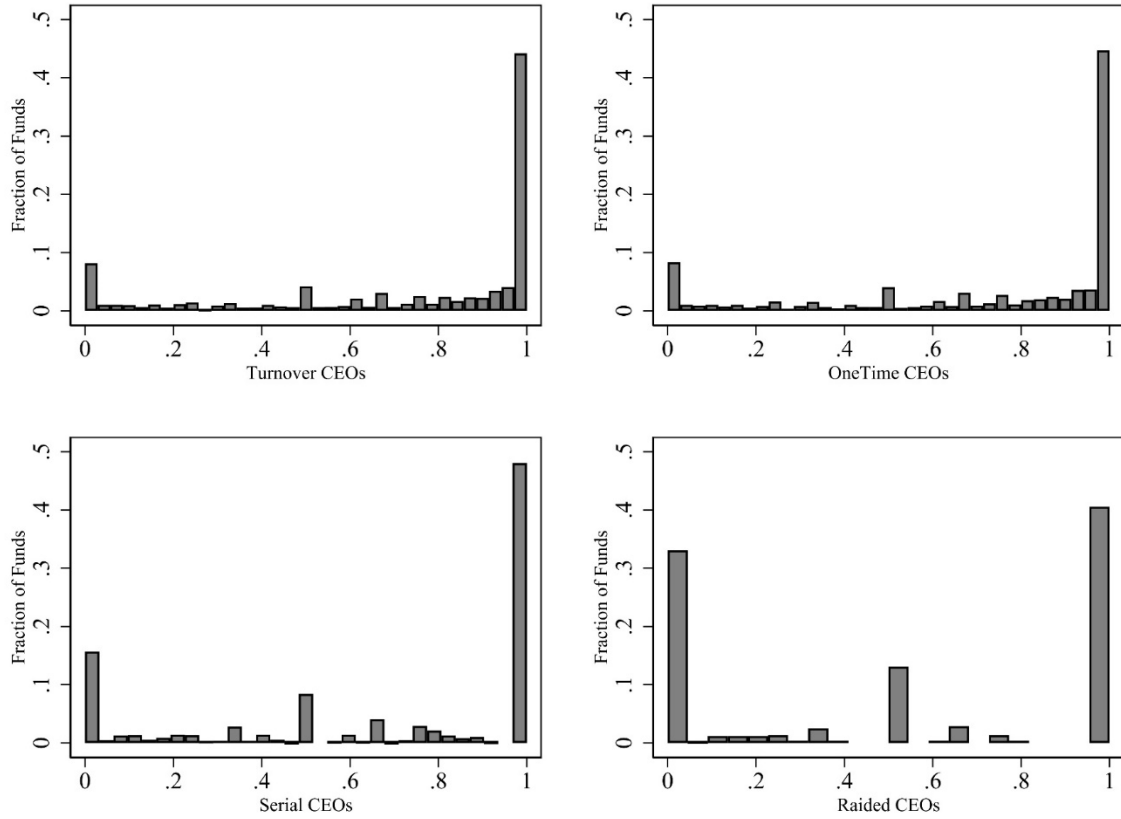 .5
.4
.3
.2
.1
0
Fraction of Funds
0 .2 .4 .6 .8 1
Turnover CEOs
.5
.4
.3
.2
.1
0
Fraction of Funds
0 .2 .4 .6 .8 1
OneTime CEOs
.5
.4
.3
.2
.1
0
Fraction of Funds
0 .2 .4 .6 .8 1
Serial CEOs
.5
.4
.3
.2
.1
0
Fraction of Funds
0 .2 .4 .6 .8 1
Raided CEOs